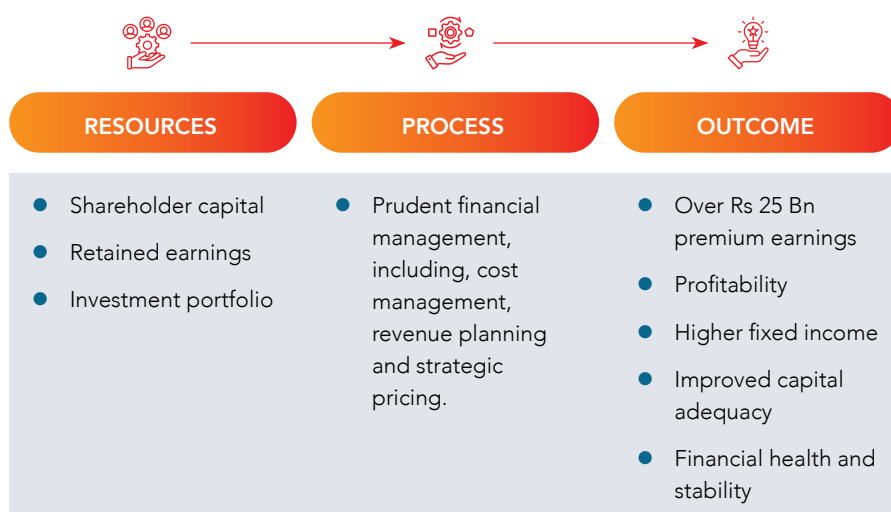 RESOURCES
Shareholder capital
Retained earnings
Investment portfolio
PROCESS
Prudent financial
management,
including, cost
management,
revenue planning
and strategic
pricing.
OUTCOME
Over Rs 25 Bn
premium earnings
Profitability
Higher fixed income
Improved capital
adequacy
Financial health and
stability